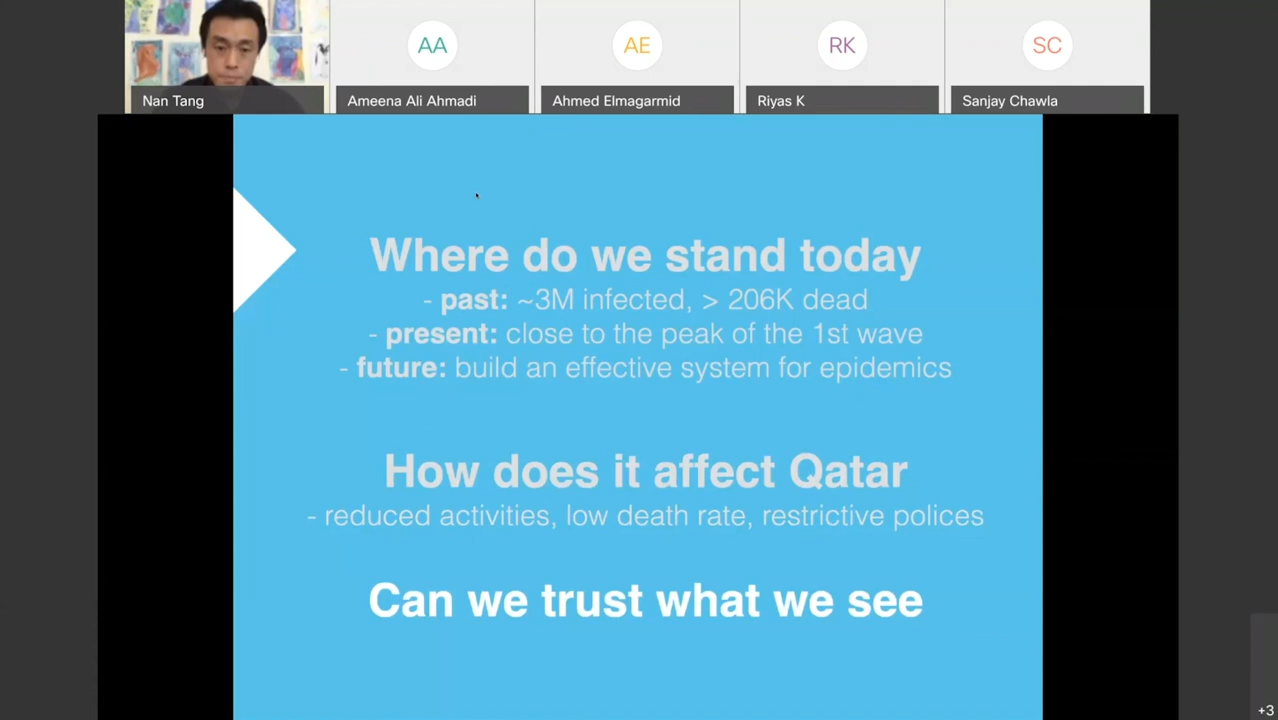 AA
AE
RK
SC
Nan Tang
Ameena Ali Ahmadi
Ahmed Elmagarmid
Riyas K
Sanjay Chawla
Where do we stand today
- past: ~3M infected, > 206K dead
- present: close to the peak of the 1st wave
- future: build an effective system for epidemics
How does it affect Qatar
- reduced activities, low death rate, restrictive polices
Can we trust what we see
+3